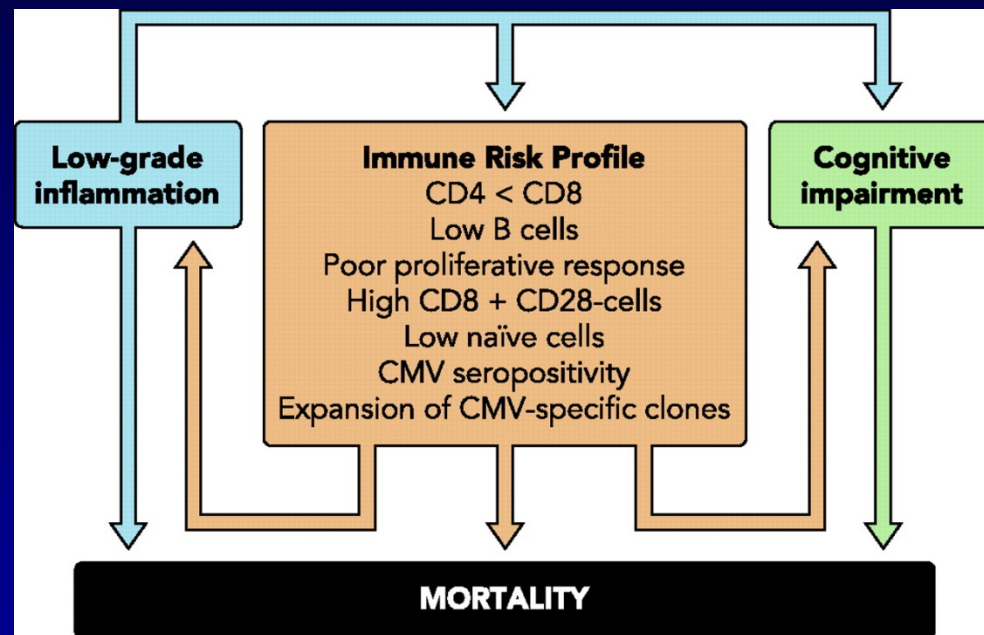 Low-grade
inflammation
Immune Risk Profile
CD4 < CD8
Low B cells
Poor proliferative response
High CD8 + CD28-cells
Low naïve cells
CMV seropositivity
Expansion of CMV-specific clones
Cognitive
impairment
MORTALITY